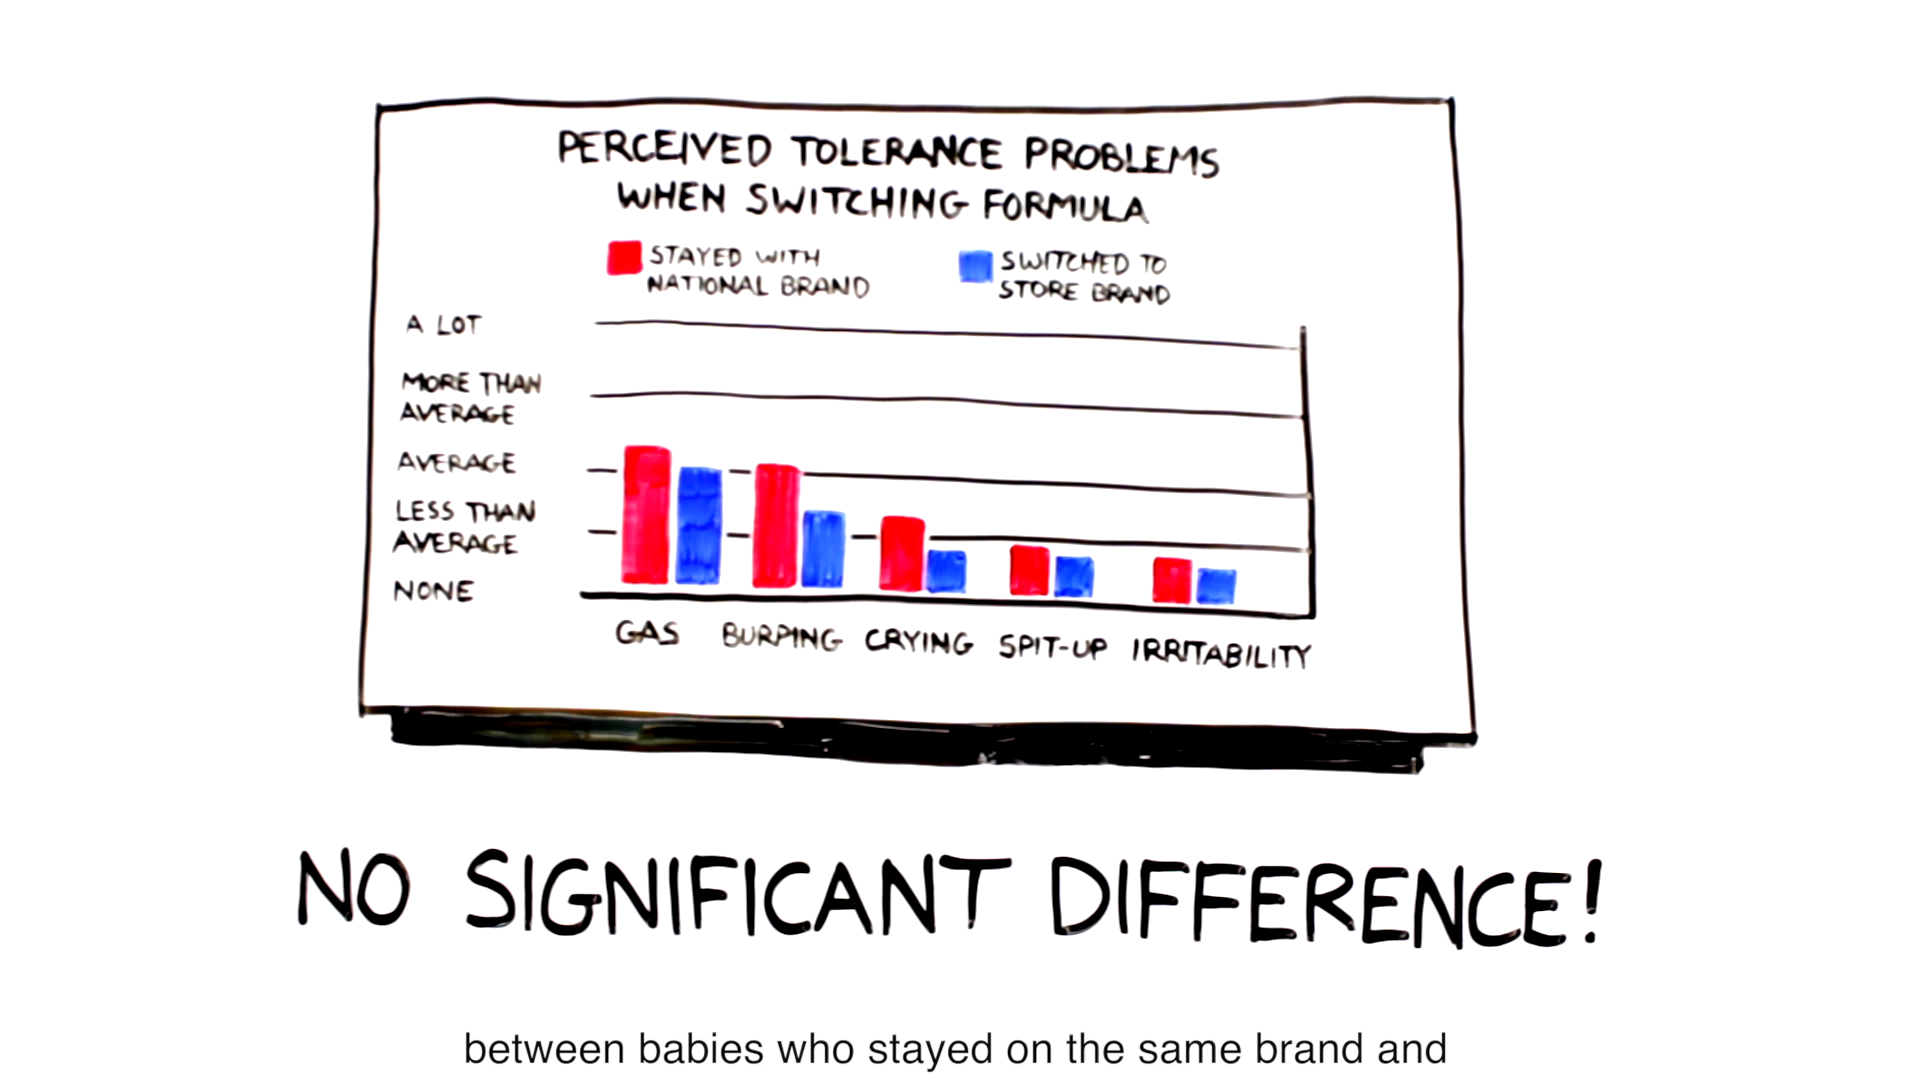 PERCEIVED TOLERANCE PROBLEMS
WHEN SWITCHING FORMULA
STAYED WITH
NATIONAL BRAND
SWITCHED TO
STORE BRAND
A LOT
MORE THAN
AVERAGE
AVERAGE
LESS THAN
AVERAGE
NONE
GAS BURPING CRYING SPIT-UP IRRITABILITY
NO SIGNIFICANT DIFFERENCE!
between babies who stayed on the same brand and